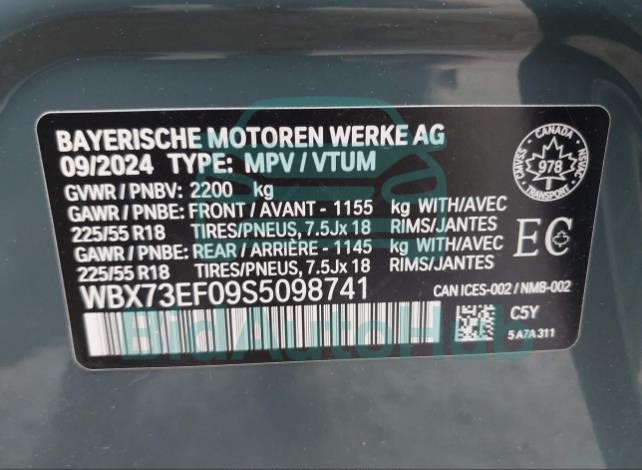 BAYERISCHE MOTOREN WERKE AG
09/2024 TYPE: MPV / VTUM
GVWR / PNBV: 2200 kg
GAWR / PNBE: FRONT / AVANT - 1155 kg WITH/AVEC
225/55 R18 TIRES/PNEUS, 7.5Jx 18 RIMS/JANTES
GAWR / PNBE: REAR / ARRIÈRE - 1145 kg WITH/AVEC
225/55 R18 TIRES/PNEUS, 7.5Jx 18 RIMS/JANTES
WBX73EF09S5098741
CANADA
978
TRANSPORT
EC
CAN ICES-002 / NMB-002
C5Y
5A7A311
BidAutoHub